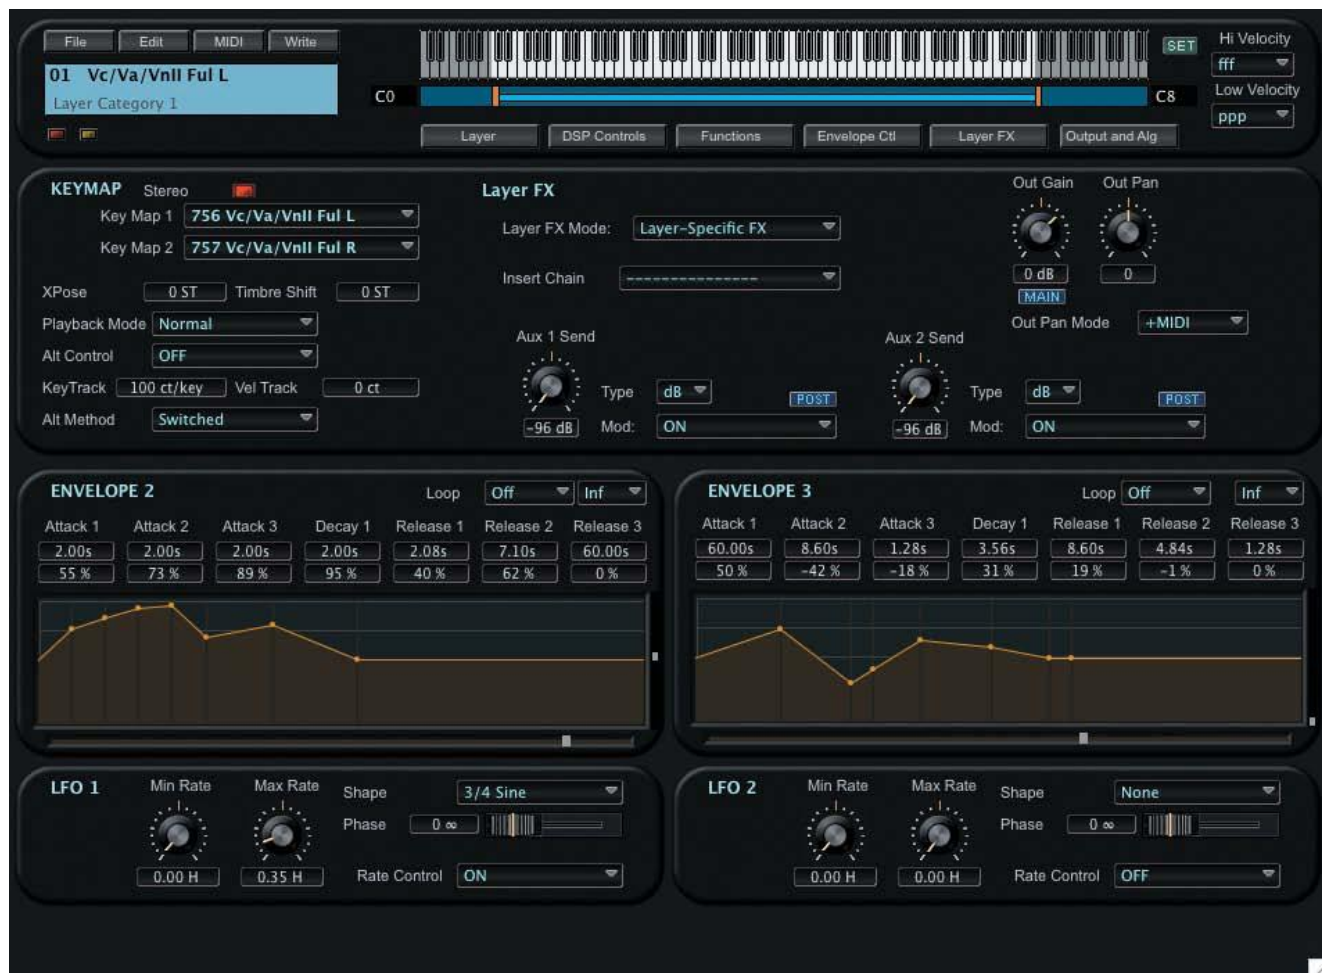 File Edit MIDI Write
SET
Hi Velocity
fff
01 Vc/Va/VnII Ful L
Layer Category 1
C0
C8
Low Velocity
ppp
Layer DSP Controls Functions Envelope Ctl Layer FX Output and Alg
KEYMAP Stereo
Key Map 1 756 Vc/Va/VnII Ful L
Key Map 2 757 Vc/Va/VnII Ful R
XPose 0 ST Timbre Shift 0 ST
Playback Mode Normal
Alt Control OFF
KeyTrack 100 ct/key Vel Track 0 ct
Alt Method Switched
Layer FX
Layer FX Mode: Layer-Specific FX
Insert Chain ---------------
Out Gain Out Pan
0 dB 0
MAIN
Out Pan Mode +MIDI
Aux 1 Send
Type dB POST
-96 dB Mod: ON
Aux 2 Send
Type dB POST
-96 dB Mod: ON
ENVELOPE 2 Loop Off Inf
Attack 1 Attack 2 Attack 3 Decay 1 Release 1 Release 2 Release 3
2.00s 2.00s 2.00s 2.00s 2.08s 7.10s 60.00s
55 % 73 % 89 % 95 % 40 % 62 % 0 %
ENVELOPE 3 Loop Off Inf
Attack 1 Attack 2 Attack 3 Decay 1 Release 1 Release 2 Release 3
60.00s 8.60s 1.28s 3.56s 8.60s 4.84s 1.28s
50 % -42 % -18 % 31 % 19 % -1 % 0 %
LFO 1 Min Rate Max Rate Shape 3/4 Sine
Phase 0 ∞
0.00 H 0.35 H Rate Control ON
LFO 2 Min Rate Max Rate Shape None
Phase 0 ∞
0.00 H 0.00 H Rate Control OFF